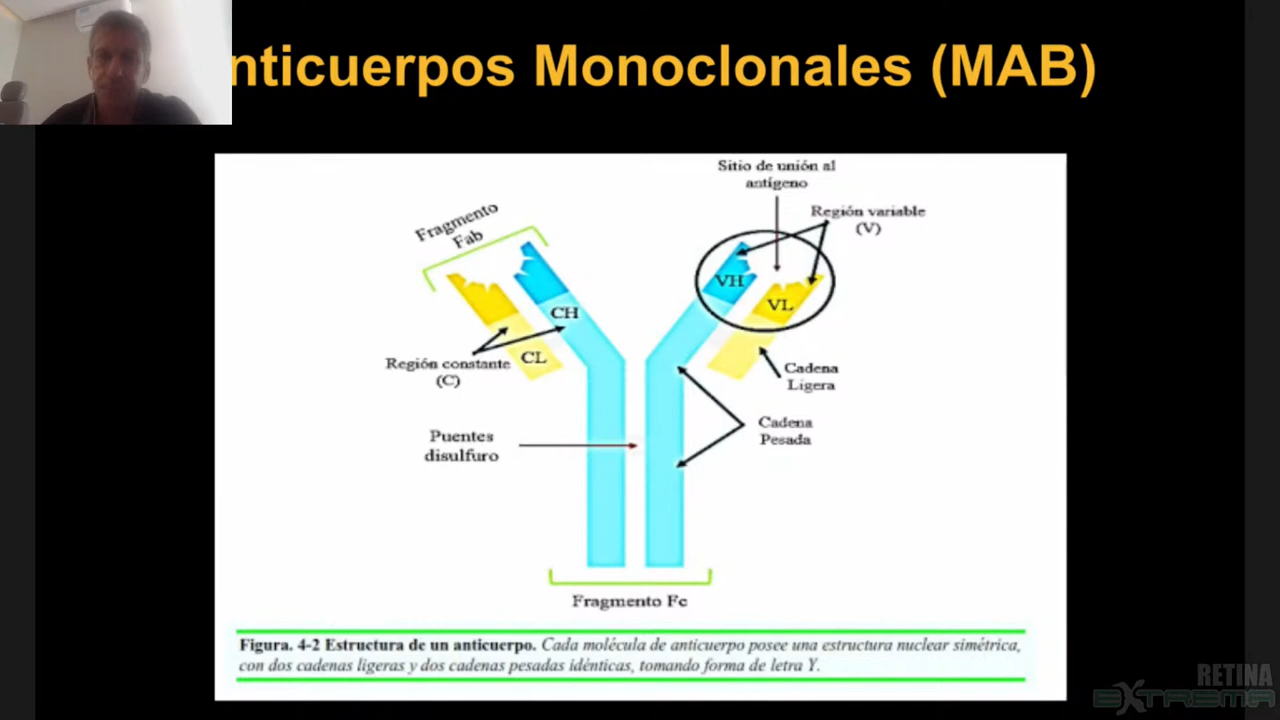 nticuerpos Monoclonales (MAB)
Sitio de unión al
antígeno
Región variable
(V)
Fragmento
Fab
VH
VL
CH
CL
Región constante
(C)
Cadena
Ligera
Cadena
Pesada
Puentes
disulfuro
Fragmento Fc
Figura. 4-2 Estructura de un anticuerpo. Cada molécula de anticuerpo posee una estructura nuclear simétrica,
con dos cadenas ligeras y dos cadenas pesadas idénticas, tomando forma de letra Y.
RETINA
EXTREMA